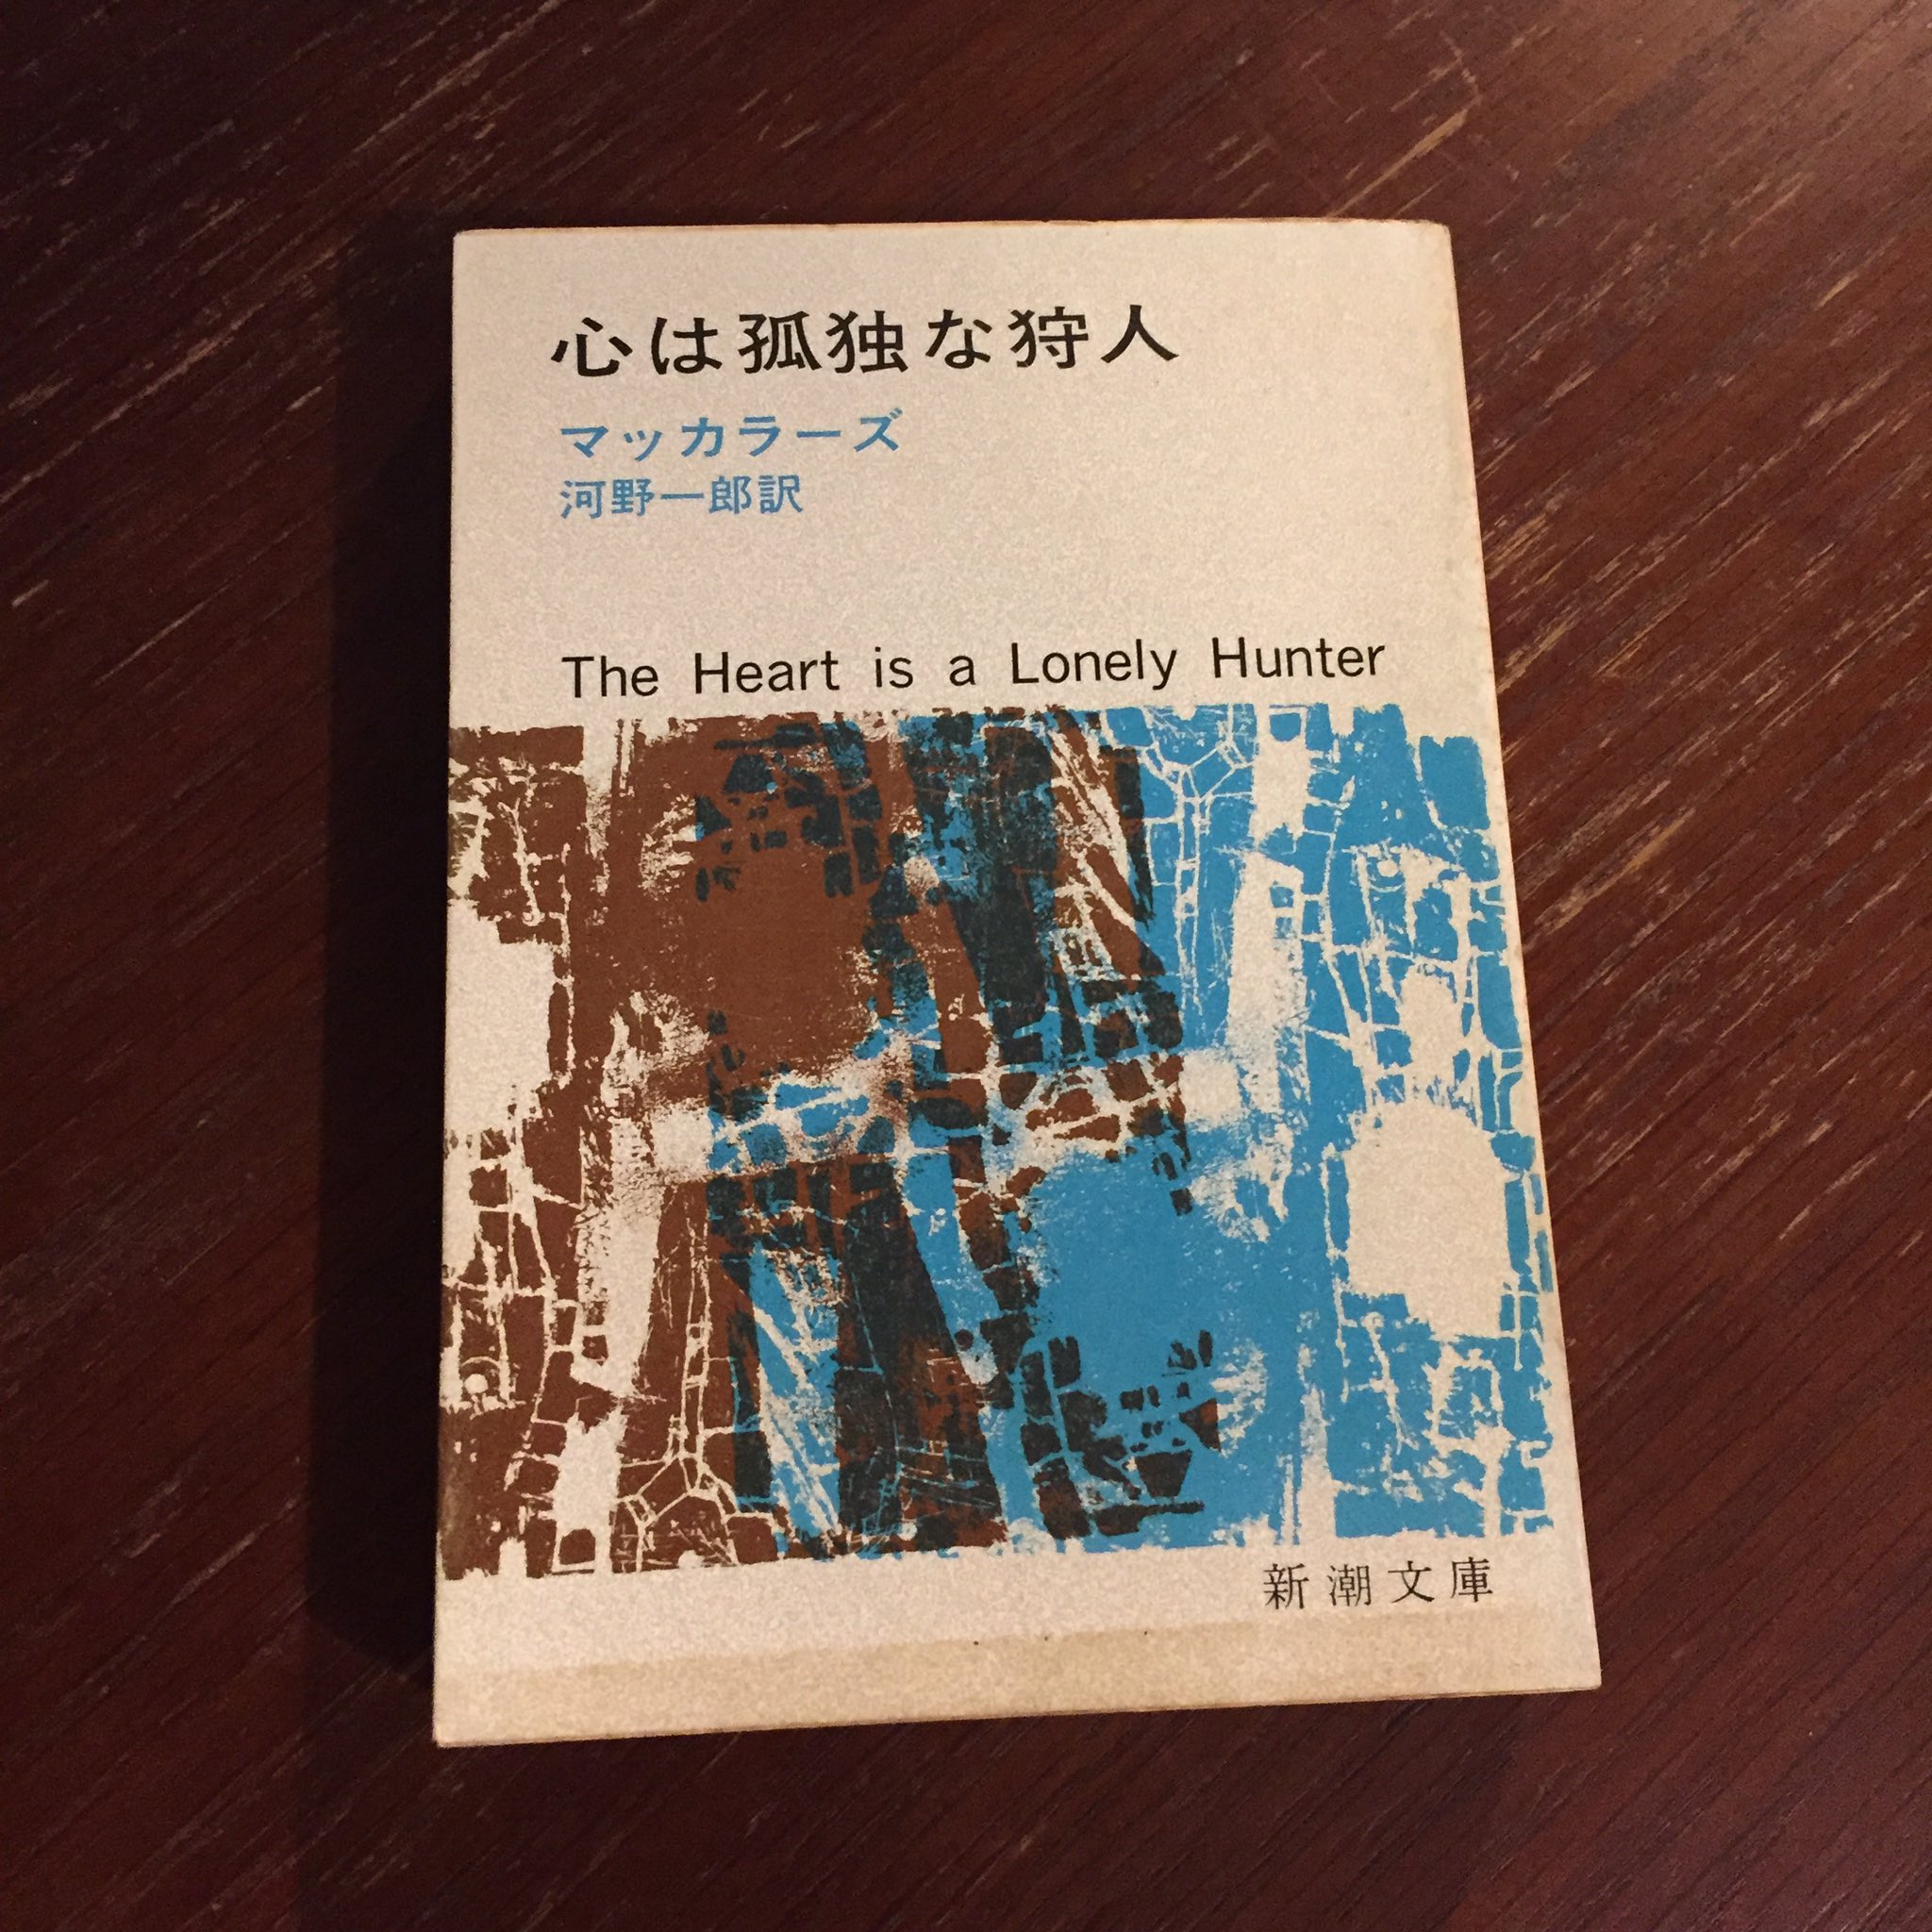 心は孤独な狩人
マッカラーズ
河野一郎訳
The Heart is a Lonely Hunter
新潮文庫